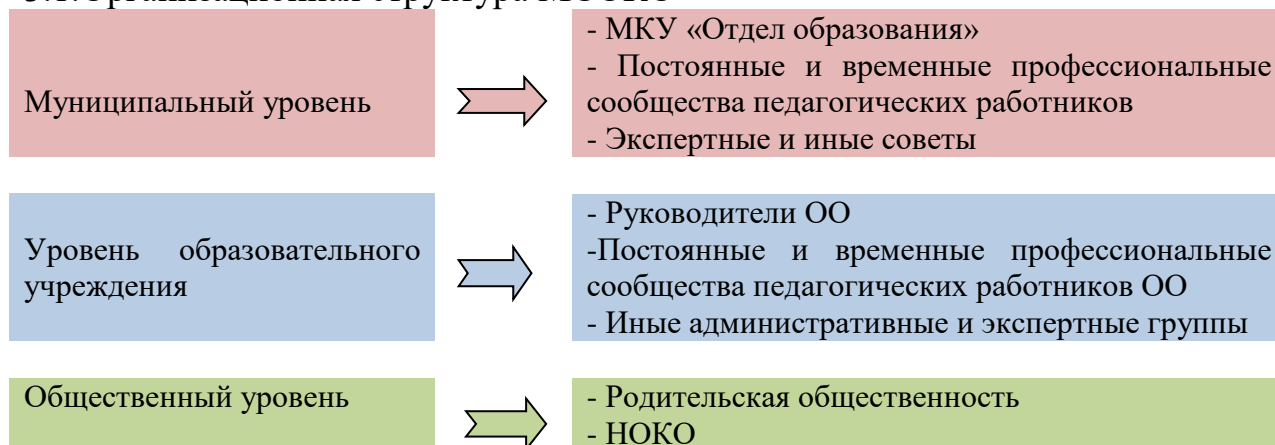 Муниципальный уровень
- МКУ «Отдел образования»
- Постоянные и временные профессиональные
сообщества педагогических работников
- Экспертные и иные советы
Уровень образовательного
учреждения
- Руководители ОО
-Постоянные и временные профессиональные
сообщества педагогических работников ОО
- Иные административные и экспертные группы
Общественный уровень
- Родительская общественность
- НОКО